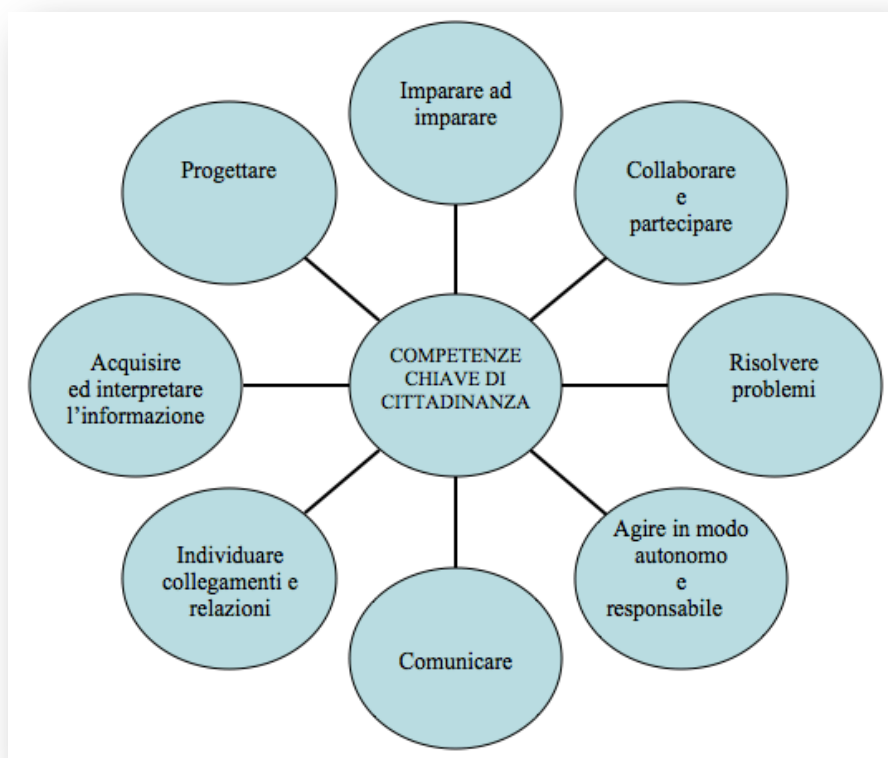 Imparare ad
imparare
Progettare
Collaborare
e
partecipare
Acquisire
ed interpretare
l’informazione
COMPETENZE
CHIAVE DI
CITTADINANZA
Risolvere
problemi
Individuare
collegamenti e
relazioni
Agire in modo
autonomo
e
responsabile
Comunicare